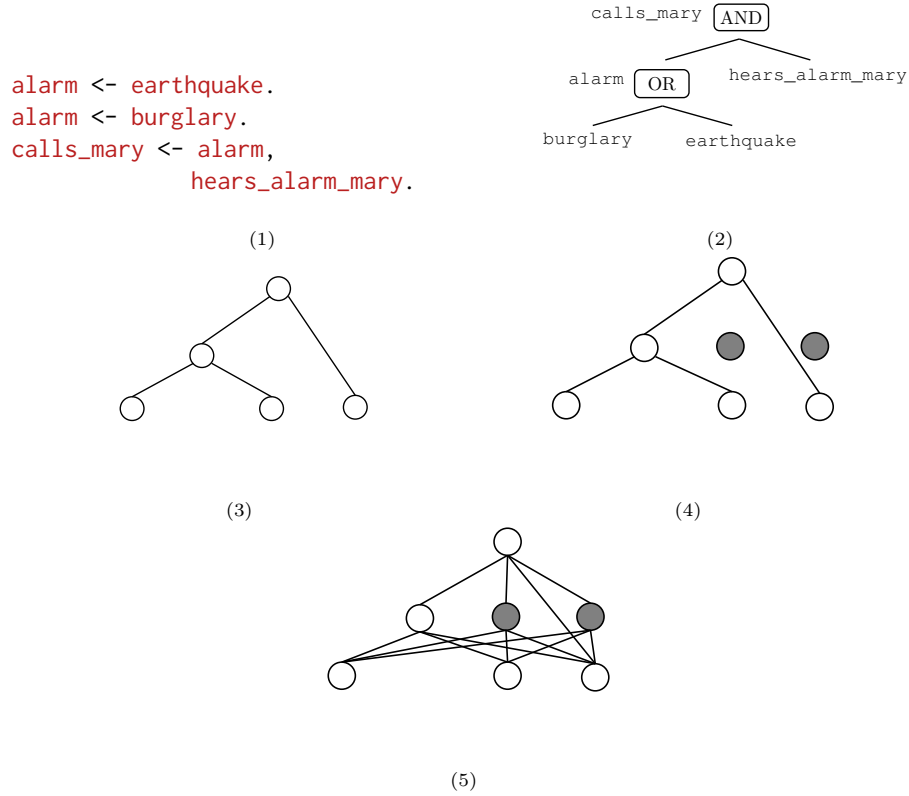 alarm <- earthquake.
alarm <- burglary.
calls_mary <- alarm,
hears_alarm_mary.
(1)
calls_mary AND
alarm OR hears_alarm_mary
burglary earthquake
(2)
(3)
(4)
(5)